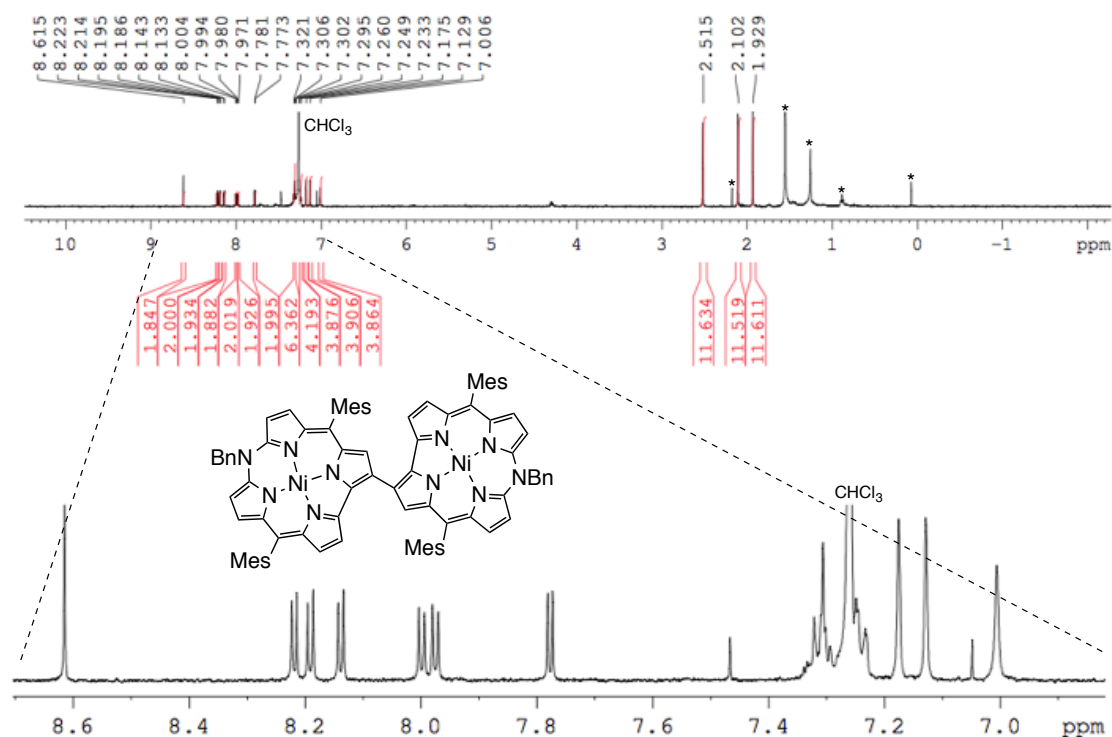 8.615
8.223
8.214
8.195
8.186
8.143
8.133
8.004
7.994
7.980
7.971
7.781
7.773
7.321
7.306
7.302
7.295
7.260
7.249
7.233
7.175
7.129
7.006
2.515
2.102
1.929
CHCl3
* * * * *
10 9 8 7 6 5 4 3 2 1 0 -1 ppm
1.847
2.000
1.934
1.882
2.019
1.926
1.995
6.362
4.193
3.876
3.906
3.864
11.634
11.519
11.611
Mes
Mes
BnN
N
N
Ni
N
N
N
N
Ni
N
N
NBn
Mes
Mes
CHCl3
8.6 8.4 8.2 8.0 7.8 7.6 7.4 7.2 7.0 ppm